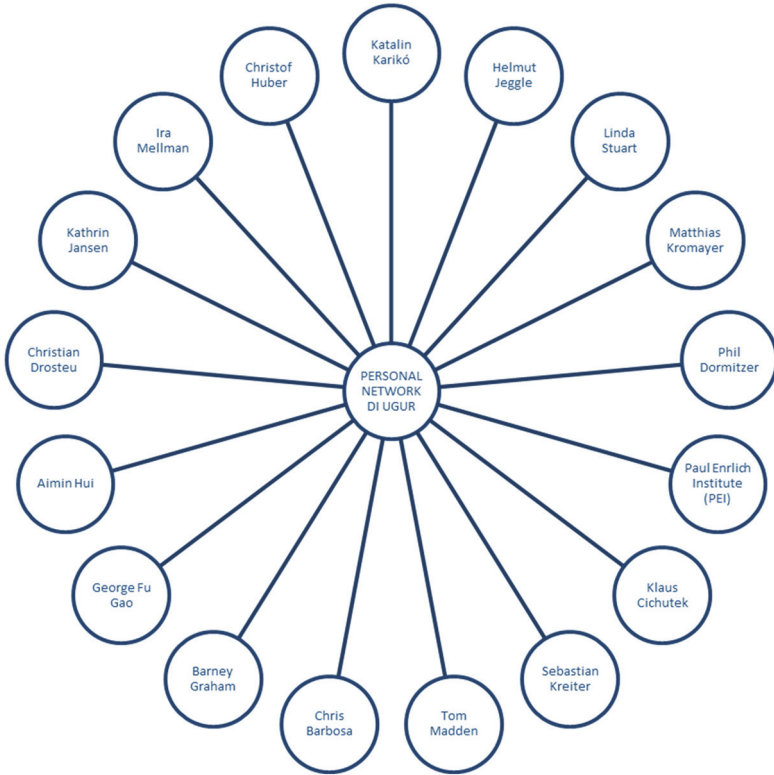 Katalin
Karikó
Helmut
Jeggle
Linda
Stuart
Matthias
Kromayer
Phil
Dormitzer
Paul Enrlich
Institute
(PEI)
Klaus
Cichutek
Sebastian
Kreiter
Tom
Madden
Chris
Barbosa
Barney
Graham
George Fu
Gao
Aimin Hui
Christian
Drosteu
Kathrin
Jansen
Ira
Mellman
Christof
Huber
PERSONAL
NETWORK
DI UGUR